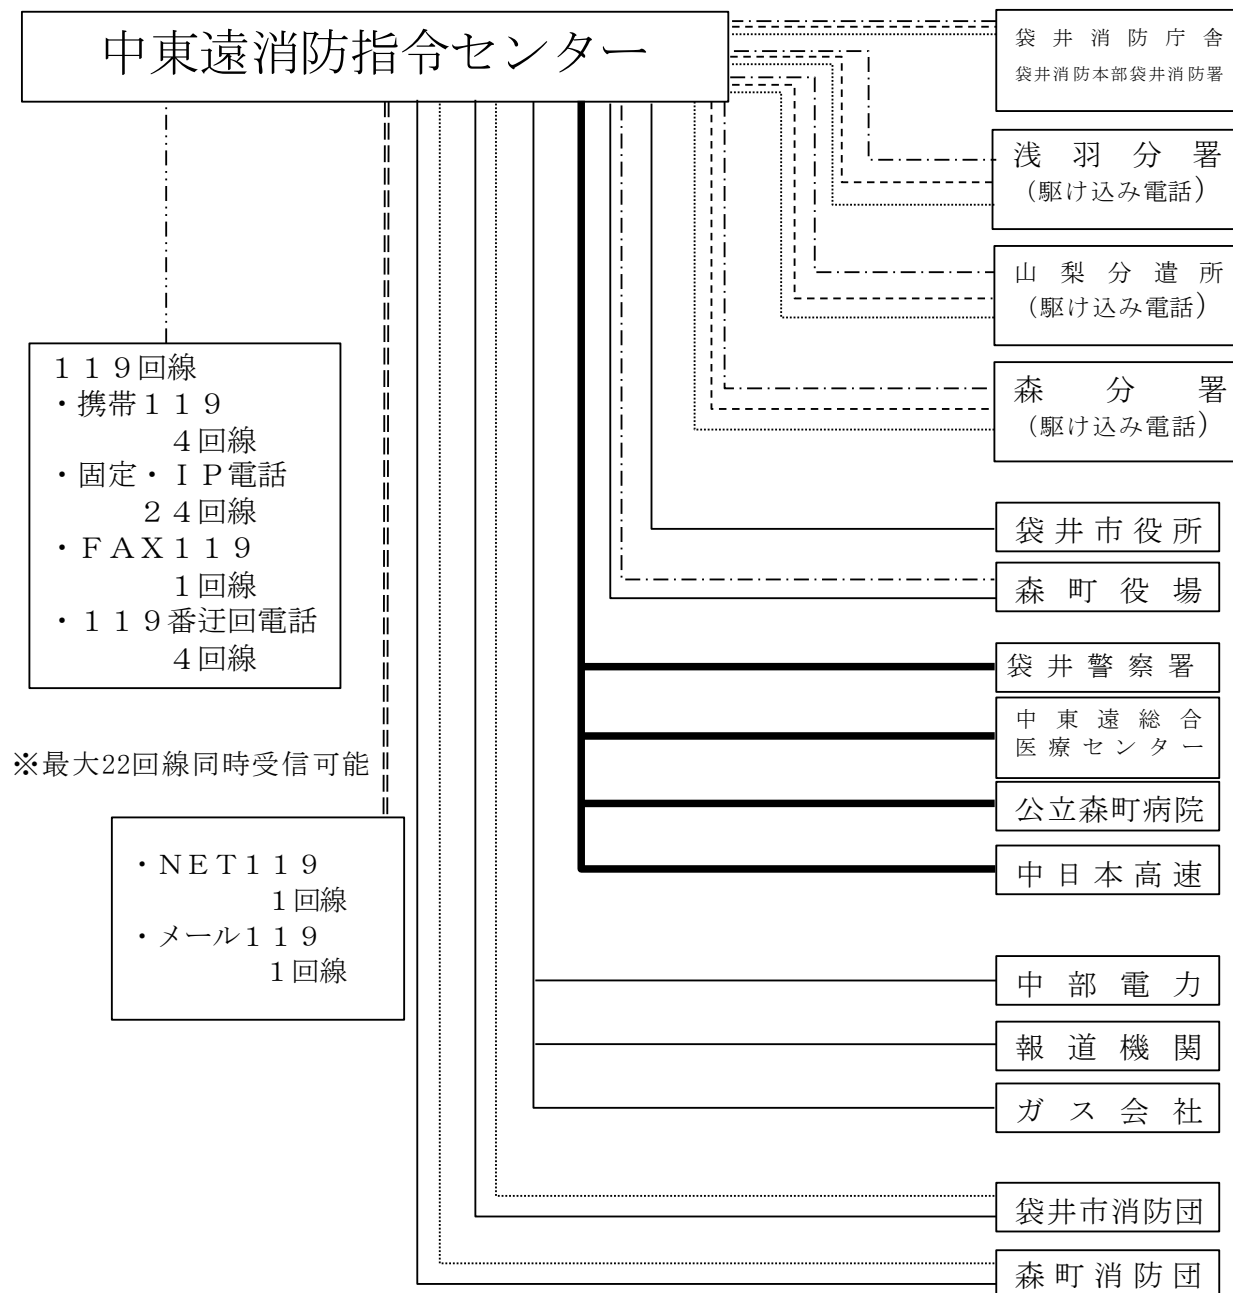 中東遠消防指令センター
袋井消防庁舎
袋井消防本部袋井消防署
浅羽分署
(駆け込み電話)
山梨分遣所
(駆け込み電話)
森分署
(駆け込み電話)
119回線
・携帯119
4回線
・固定・IP電話
24回線
・FAX119
1回線
・119番迂回電話
4回線
※最大22回線同時受信可能
・NET119
1回線
・メール119
1回線
袋井市役所
森町役場
袋井警察署
中東遠総合
医療センター
公立森町病院
中日本高速
中部電力
報道機関
ガス会社
袋井市消防団
森町消防団